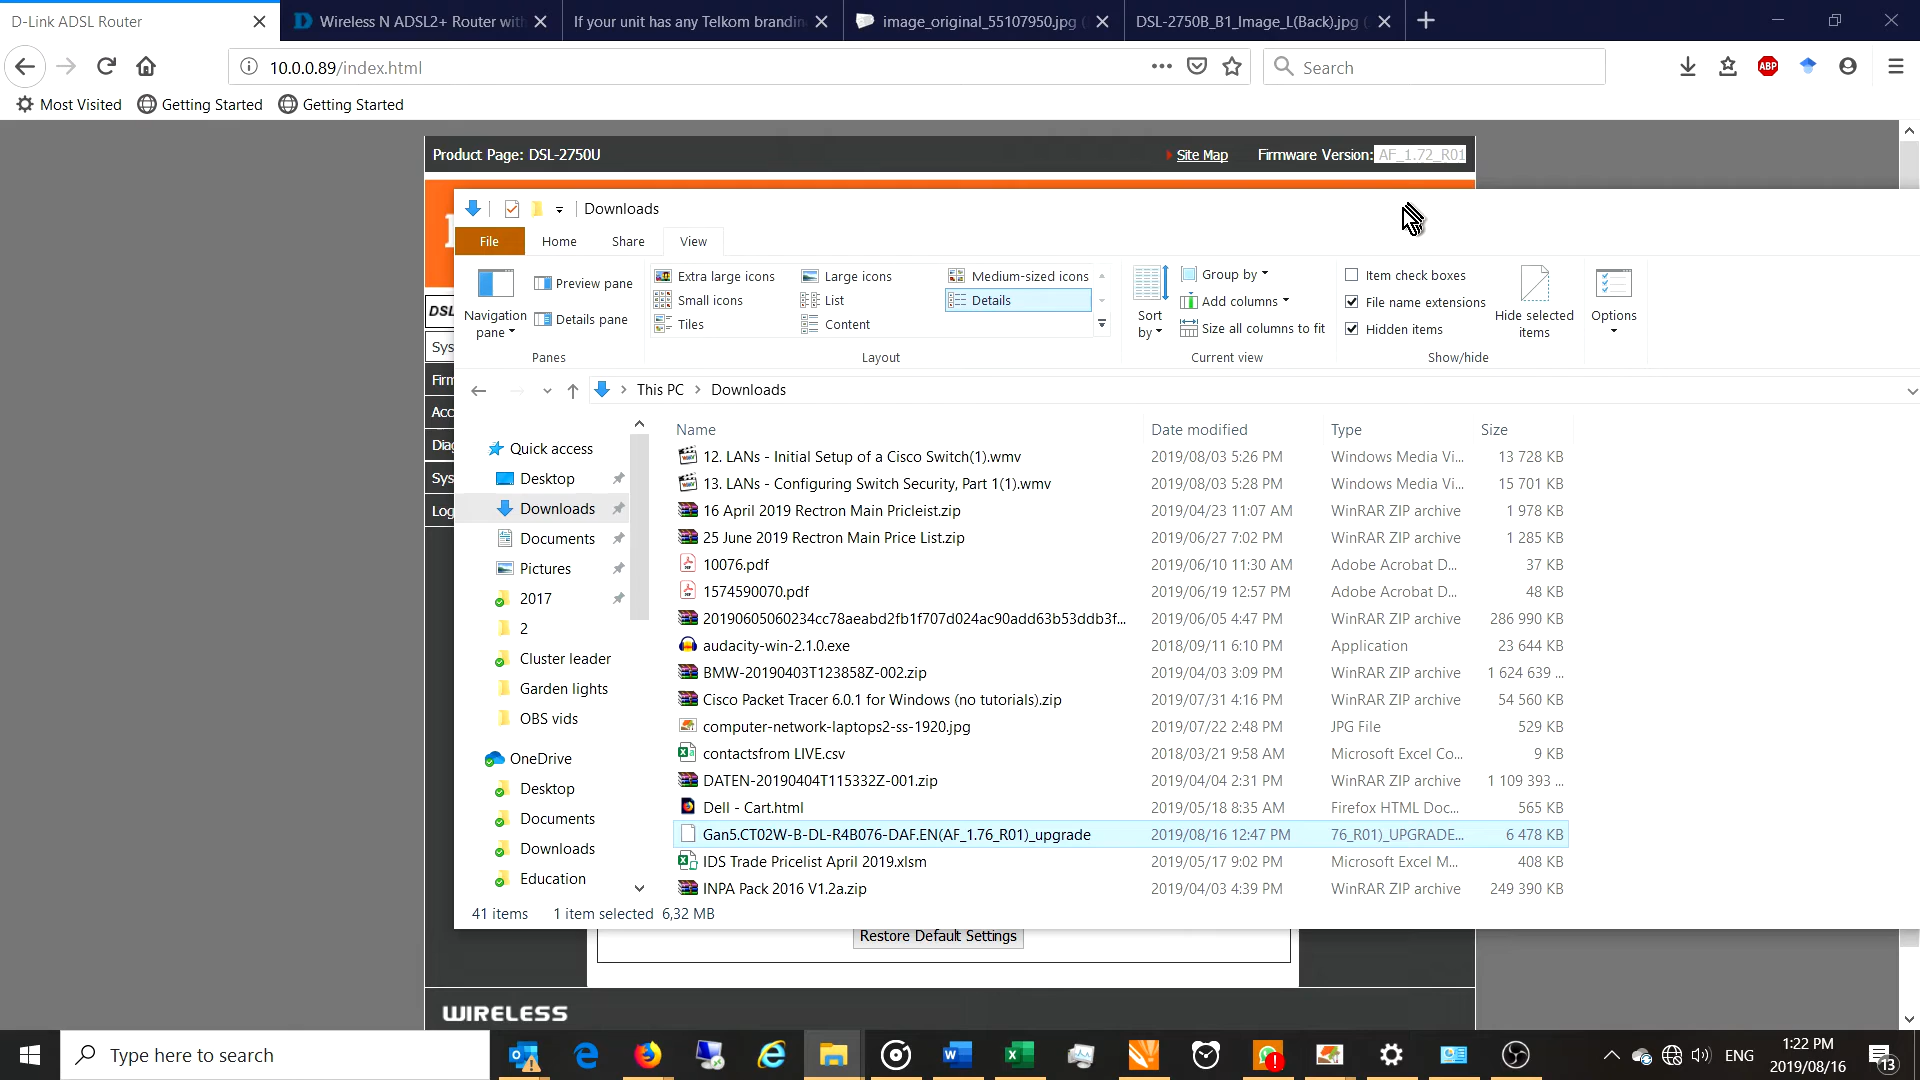 D-Link ADSL Router
Wireless N ADSL2+ Router with
If your unit has any Telkom brandin
image_original_55107950.jpg (
DSL-2750B_B1_Image_L(Back).jpg (
10.0.0.89/index.html
Search
ABP
Most Visited
Getting Started
Getting Started
Product Page: DSL-2750U
Site Map
Firmware Version: AF_1.72_R01
Downloads
File
Home
Share
View
Navigation pane
Preview pane
Details pane
Panes
Extra large icons
Large icons
Medium-sized icons
Small icons
List
Details
Tiles
Content
Layout
Sort by
Group by
Add columns
Size all columns to fit
Current view
Item check boxes
File name extensions
Hidden items
Hide selected items
Show/hide
Options
DSL
Sys
Firm
Acc
Diag
Sys
Log
This PC
Downloads
Quick access
Desktop
Downloads
Documents
Pictures
2017
2
Cluster leader
Garden lights
OBS vids
OneDrive
Desktop
Documents
Downloads
Education
Name Date modified Type Size
12. LANs - Initial Setup of a Cisco Switch(1).wmv 2019/08/03 5:26 PM Windows Media Vi... 13 728 KB
13. LANs - Configuring Switch Security, Part 1(1).wmv 2019/08/03 5:28 PM Windows Media Vi... 15 701 KB
16 April 2019 Rectron Main Pricleist.zip 2019/04/23 11:07 AM WinRAR ZIP archive 1 978 KB
25 June 2019 Rectron Main Price List.zip 2019/06/27 7:02 PM WinRAR ZIP archive 1 285 KB
10076.pdf 2019/06/10 11:30 AM Adobe Acrobat D... 37 KB
1574590070.pdf 2019/06/19 12:57 PM Adobe Acrobat D... 48 KB
20190605060234cc78aeabd2fb1f707d024ac90add63b53ddb3f... 2019/06/05 4:47 PM WinRAR ZIP archive 286 990 KB
audacity-win-2.1.0.exe 2018/09/11 6:10 PM Application 23 644 KB
BMW-20190403T123858Z-002.zip 2019/04/03 3:09 PM WinRAR ZIP archive 1 624 639 ...
Cisco Packet Tracer 6.0.1 for Windows (no tutorials).zip 2019/07/31 4:16 PM WinRAR ZIP archive 54 560 KB
computer-network-laptops2-ss-1920.jpg 2019/07/22 2:48 PM JPG File 529 KB
contactsfrom LIVE.csv 2018/03/21 9:58 AM Microsoft Excel Co... 9 KB
DATEN-20190404T115332Z-001.zip 2019/04/04 2:31 PM WinRAR ZIP archive 1 109 393 ...
Dell - Cart.html 2019/05/18 8:35 AM Firefox HTML Doc... 565 KB
Gan5.CT02W-B-DL-R4B076-DAF.EN(AF_1.76_R01)_upgrade 2019/08/16 12:47 PM 76_R01)_UPGRADE... 6 478 KB
IDS Trade Pricelist April 2019.xlsm 2019/05/17 9:02 PM Microsoft Excel M... 408 KB
INPA Pack 2016 V1.2a.zip 2019/04/03 4:39 PM WinRAR ZIP archive 249 390 KB
41 items 1 item selected 6,32 MB
Restore Default Settings
WIRELESS
Type here to search
ENG
1:22 PM
2019/08/16
13